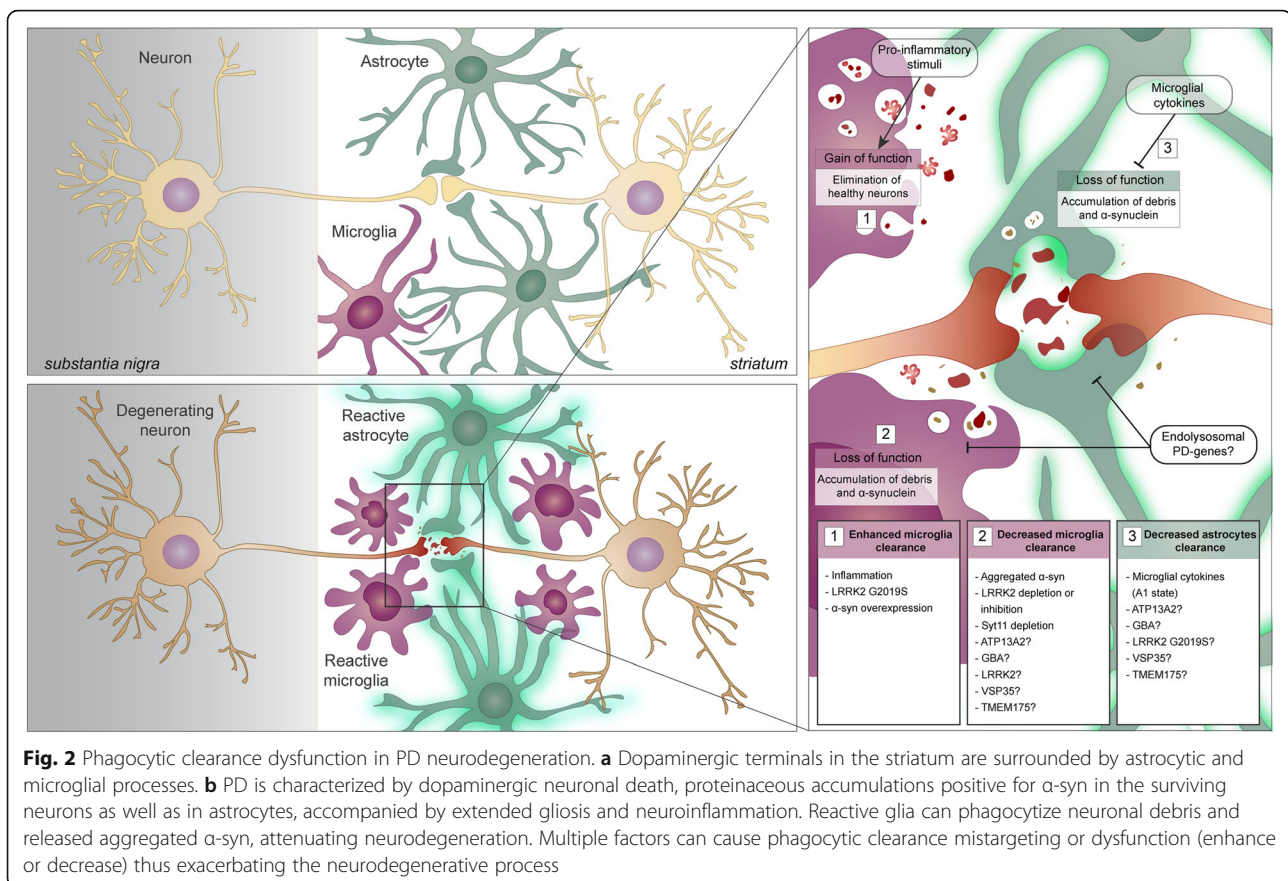 Neuron
Astrocyte
Microglia
substantia nigra
striatum
Degenerating
neuron
Reactive
astrocyte
Reactive
microglia
Pro-inflammatory
stimuli
Gain of function
Elimination of
healthy neurons
1
Microglial
cytokines
3
Loss of function
Accumulation of debris
and α-synuclein
2
Loss of function
Accumulation of debris
and α-synuclein
Endolysosomal
PD-genes?
1 Enhanced microglia
clearance
- Inflammation
- LRRK2 G2019S
- α-syn overexpression
2 Decreased microglia
clearance
- Aggregated α-syn
- LRRK2 depletion or
inhibition
- Syt11 depletion
- ATP13A2?
- GBA?
- LRRK2?
- VSP35?
- TMEM175?
3 Decreased astrocytes
clearance
- Microglial cytokines
(A1 state)
- ATP13A2?
- GBA?
- LRRK2 G2019S?
- VSP35?
- TMEM175?
Fig. 2 Phagocytic clearance dysfunction in PD neurodegeneration. a Dopaminergic terminals in the striatum are surrounded by astrocytic and
microglial processes. b PD is characterized by dopaminergic neuronal death, proteinaceous accumulations positive for α-syn in the surviving
neurons as well as in astrocytes, accompanied by extended gliosis and neuroinflammation. Reactive glia can phagocytize neuronal debris and
released aggregated α-syn, attenuating neurodegeneration. Multiple factors can cause phagocytic clearance mistargeting or dysfunction (enhance
or decrease) thus exacerbating the neurodegenerative process